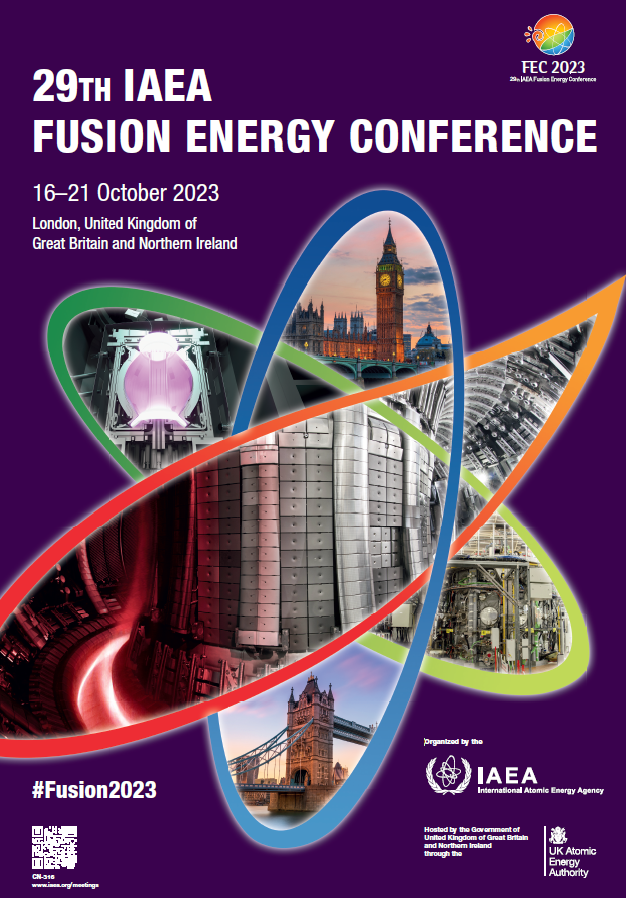 FEC 2023
29th IAEA Fusion Energy Conference
29TH IAEA
FUSION ENERGY CONFERENCE
16–21 October 2023
London, United Kingdom of
Great Britain and Northern Ireland
#Fusion2023
CN-316
www.iaea.org/meetings
Organized by the
IAEA
International Atomic Energy Agency
Hosted by the Government of
United Kingdom of Great Britain
and Northern Ireland
through the
UK Atomic
Energy
Authority